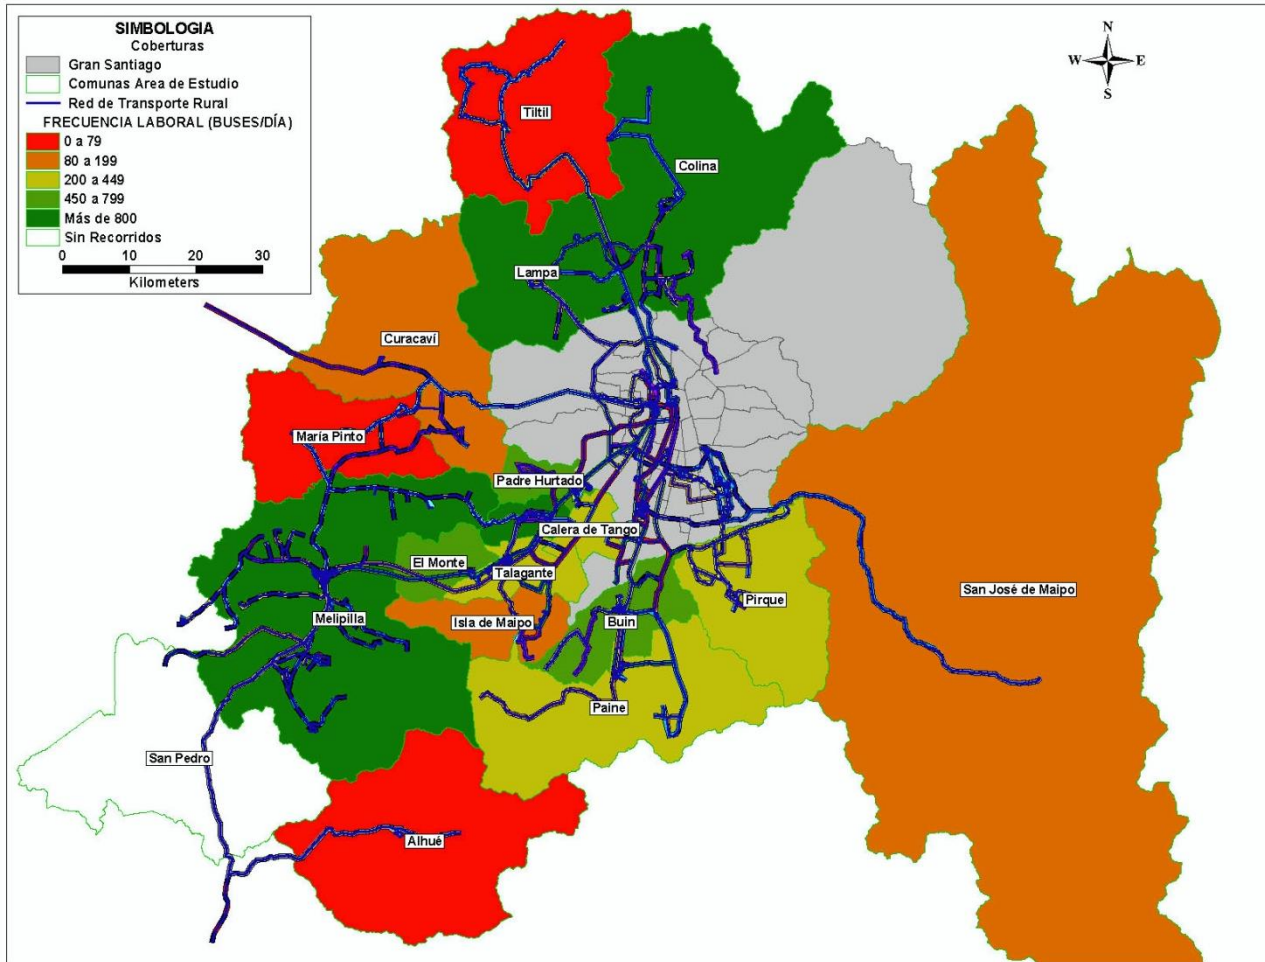 SIMBOLOGIA
Coberturas
Gran Santiago
Comunas Area de Estudio
Red de Transporte Rural
FRECUENCIA LABORAL (BUSES/DÍA)
0 a 79
80 a 199
200 a 449
450 a 799
Más de 800
Sin Recorridos
0 10 20 30
Kilometers
N
W E
S
Tiltil
Colina
Lampa
Curacaví
María Pinto
Padre Hurtado
Calera de Tango
El Monte
Talagante
San José de Maipo
Pirque
Melipilla
Isla de Maipo
Buin
Paine
San Pedro
Alhué